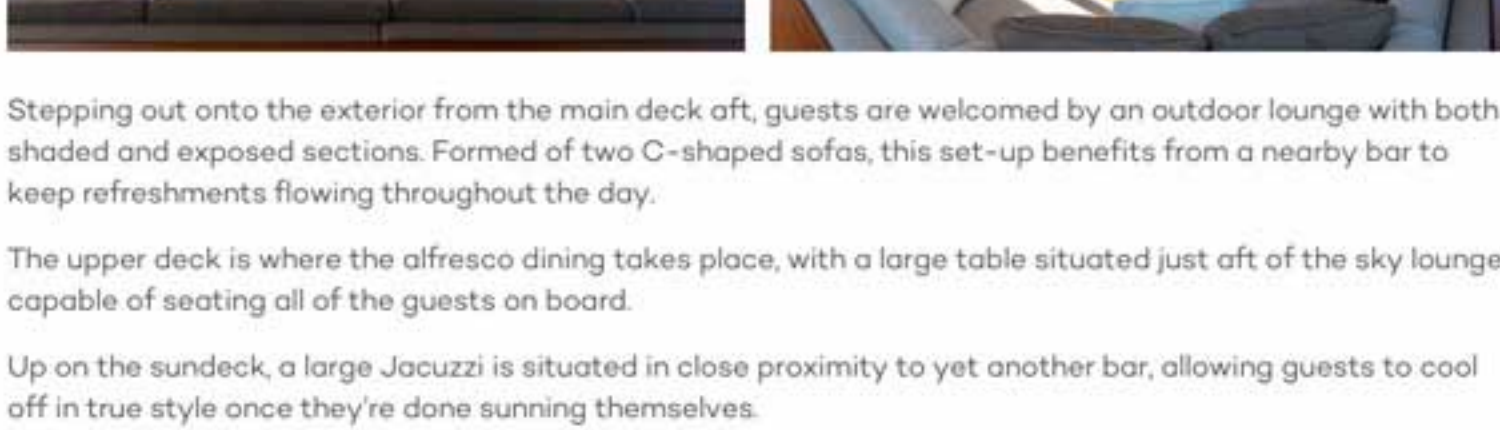 Stepping out onto the exterior from the main deck aft, guests are welcomed by an outdoor lounge with both
shaded and exposed sections. Formed of two C-shaped sofas, this set-up benefits from a nearby bar to
keep refreshments flowing throughout the day.
The upper deck is where the alfresco dining takes place, with a large table situated just aft of the sky lounge
capable of seating all of the guests on board.
Up on the sundeck, a large Jacuzzi is situated in close proximity to yet another bar, allowing guests to cool
off in true style once they're done sunning themselves.